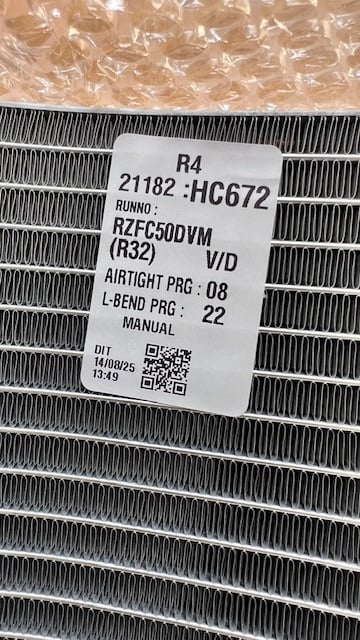 R4
21182 :HC672
RUNNO :
RZFC50DVM
(R32) V/D
AIRTIGHT PRG : 08
L-BEND PRG : 22
MANUAL
DIT
14/08/25
13:49